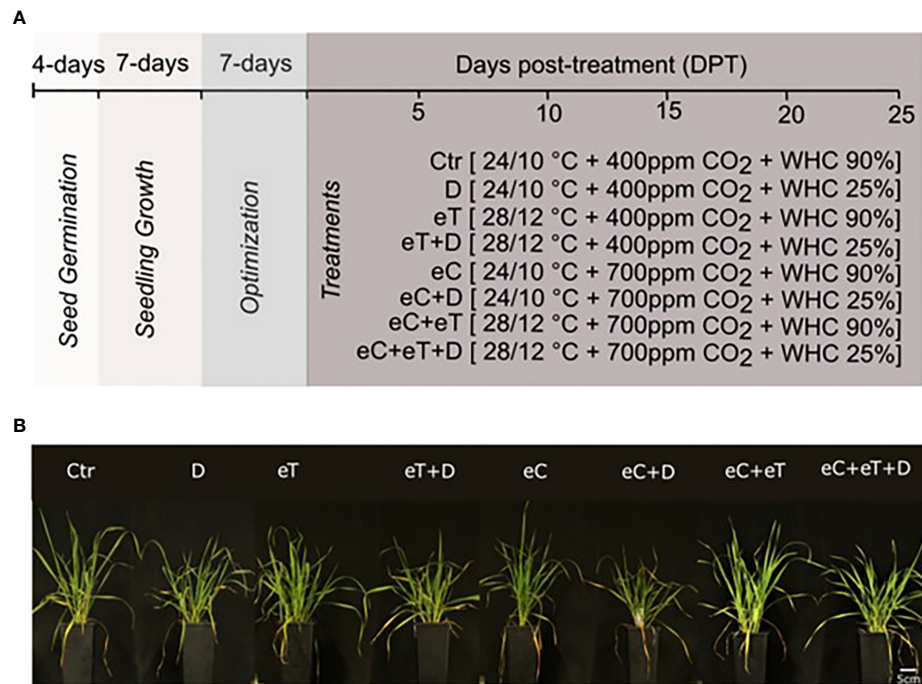 A
4-days 7-days 7-days Days post-treatment (DPT)
5 10 15 20 25
Seed Germination
Seedling Growth
Optimization
Treatments
Ctr [ 24/10 °C + 400ppm CO2 + WHC 90%]
D [ 24/10 °C + 400ppm CO2 + WHC 25%]
eT [ 28/12 °C + 400ppm CO2 + WHC 90%]
eT+D [ 28/12 °C + 400ppm CO2 + WHC 25%]
eC [ 24/10 °C + 700ppm CO2 + WHC 90%]
eC+D [ 24/10 °C + 700ppm CO2 + WHC 25%]
eC+eT [ 28/12 °C + 700ppm CO2 + WHC 90%]
eC+eT+D [ 28/12 °C + 700ppm CO2 + WHC 25%]
B
Ctr D eT eT+D eC eC+D eC+eT eC+eT+D
5cm